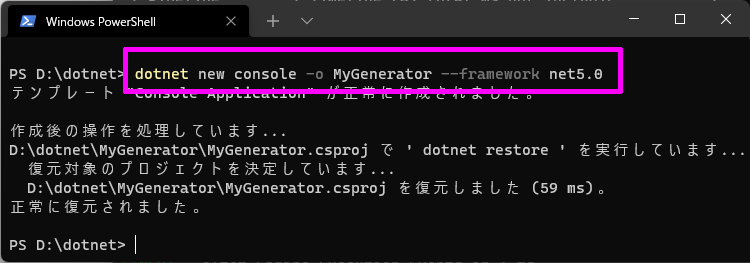 Windows PowerShell
PS D:\dotnet> dotnet new console -o MyGenerator --framework net5.0
テンプレート "Console Application" が正常に作成されました。
作成後の操作を処理しています...
D:\dotnet\MyGenerator\MyGenerator.csproj で ' dotnet restore ' を実行しています...
復元対象のプロジェクトを決定しています...
D:\dotnet\MyGenerator\MyGenerator.csproj を復元しました (59 ms)。
正常に復元されました。
PS D:\dotnet>